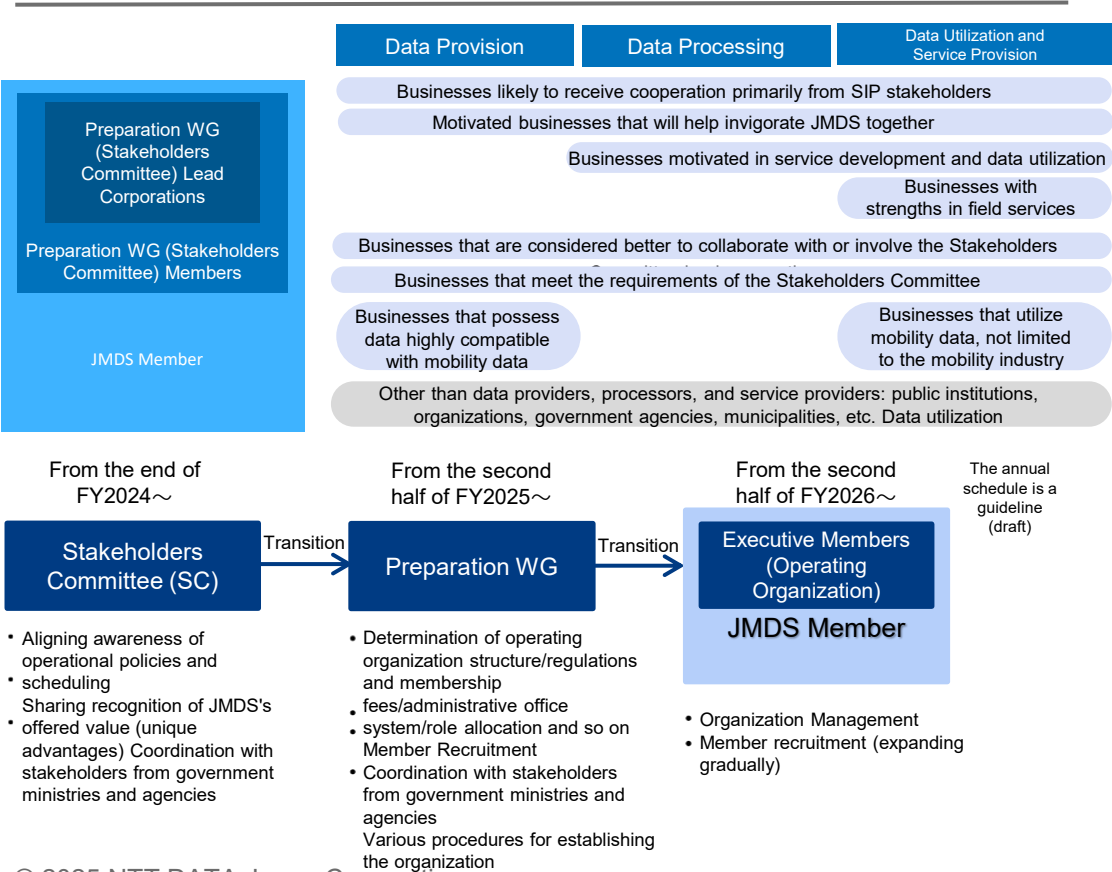 Data Provision
Data Processing
Data Utilization and
Service Provision
Preparation WG
(Stakeholders
Committee) Lead
Corporations
Preparation WG (Stakeholders
Committee) Members
JMDS Member
Businesses likely to receive cooperation primarily from SIP stakeholders
Motivated businesses that will help invigorate JMDS together
Businesses motivated in service development and data utilization
Businesses with
strengths in field services
Businesses that are considered better to collaborate with or involve the Stakeholders
Businesses that meet the requirements of the Stakeholders Committee
Businesses that possess
data highly compatible
with mobility data
Businesses that utilize
mobility data, not limited
to the mobility industry
Other than data providers, processors, and service providers: public institutions,
organizations, government agencies, municipalities, etc. Data utilization
From the end of
FY2024～
From the second
half of FY2025～
From the second
half of FY2026～
The annual
schedule is a
guideline
(draft)
Stakeholders
Committee (SC)
Transition
Preparation WG
Transition
Executive Members
(Operating
Organization)
JMDS Member
• Aligning awareness of
operational policies and
• scheduling
Sharing recognition of JMDS's
• offered value (unique
advantages) Coordination with
stakeholders from government
ministries and agencies
• Determination of operating
organization structure/regulations
and membership
• fees/administrative office
• system/role allocation and so on
Member Recruitment
• Coordination with stakeholders
from government ministries and
agencies
Various procedures for establishing
the organization
• Organization Management
• Member recruitment (expanding
gradually)
© 2025 NTT DATA